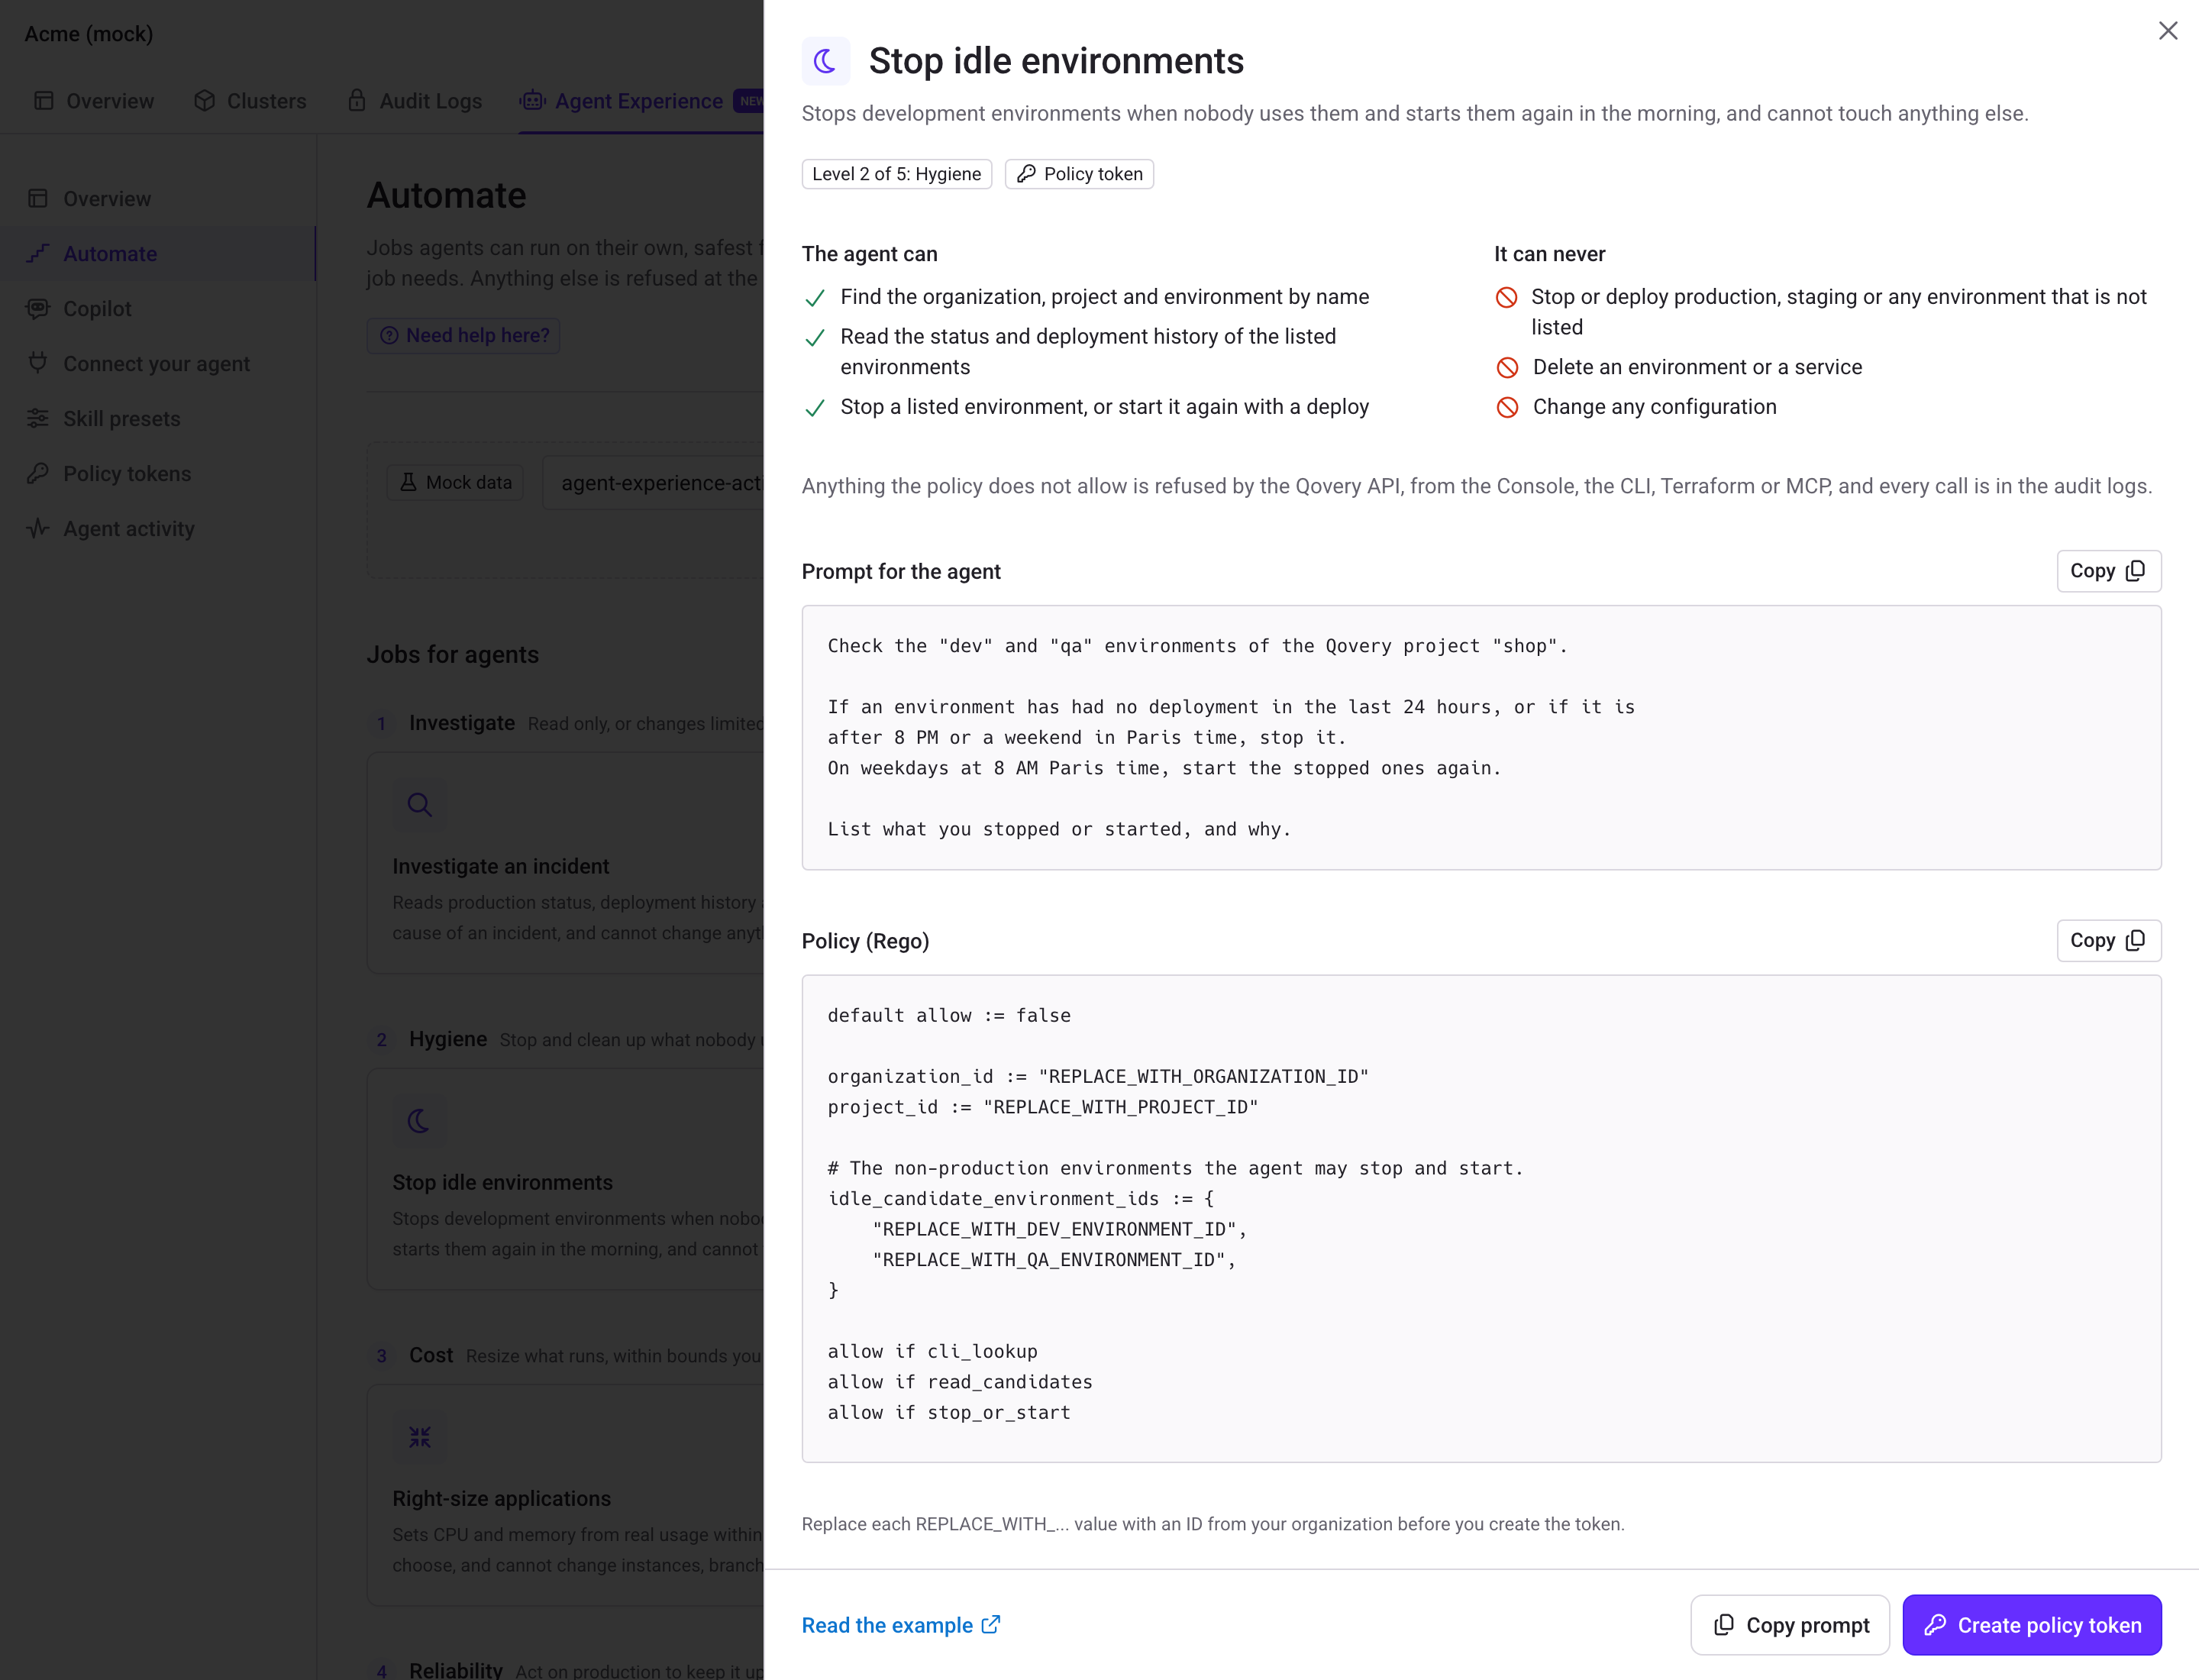 Acme (mock)
Overview
Clusters
Audit Logs
Agent Experience
NEW
Overview
Automate
Copilot
Connect your agent
Skill presets
Policy tokens
Agent activity
Automate
Jobs agents can run on their own, safest
job needs. Anything else is refused at the
Need help here?
Mock data
agent-experience-act
Jobs for agents
1 Investigate Read only, or changes limited
Investigate an incident
Reads production status, deployment history
cause of an incident, and cannot change
2 Hygiene Stop and clean up what nobody
Stop idle environments
Stops development environments when
starts them again in the morning, and cannot
3 Cost Resize what runs, within bounds you
Right-size applications
Sets CPU and memory from real usage within
choose, and cannot change instances,
4 Reliability Act on production to keep it up
Stop idle environments
Stops development environments when nobody uses them and starts them again in the morning, and cannot touch anything else.
Level 2 of 5: Hygiene
Policy token
The agent can
Find the organization, project and environment by name
Read the status and deployment history of the listed
environments
Stop a listed environment, or start it again with a deploy
It can never
Stop or deploy production, staging or any environment that is not
listed
Delete an environment or a service
Change any configuration
Anything the policy does not allow is refused by the Qovery API, from the Console, the CLI, Terraform or MCP, and every call is in the audit logs.
Prompt for the agent
Copy
Check the "dev" and "qa" environments of the Qovery project "shop".
If an environment has had no deployment in the last 24 hours, or if it is
after 8 PM or a weekend in Paris time, stop it.
On weekdays at 8 AM Paris time, start the stopped ones again.
List what you stopped or started, and why.
Policy (Rego)
Copy
default allow := false
organization_id := "REPLACE_WITH_ORGANIZATION_ID"
project_id := "REPLACE_WITH_PROJECT_ID"
# The non-production environments the agent may stop and start.
idle_candidate_environment_ids := {
    "REPLACE_WITH_DEV_ENVIRONMENT_ID",
    "REPLACE_WITH_QA_ENVIRONMENT_ID",
}
allow if cli_lookup
allow if read_candidates
allow if stop_or_start
Replace each REPLACE_WITH_... value with an ID from your organization before you create the token.
Read the example
Copy prompt
Create policy token